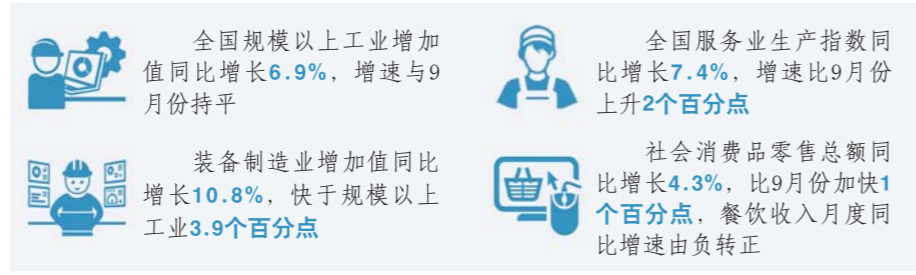 全国规模以上工业增加
值同比增长6.9%，增速与9
月份持平
全国服务业生产指数同
比增长7.4%，增速比9月份
上升2个百分点
装备制造业增加值同比
增长10.8%，快于规模以上
工业3.9个百分点
社会消费品零售总额同
比增长4.3%，比9月份加快1
个百分点，餐饮收入月度同
比增速由负转正